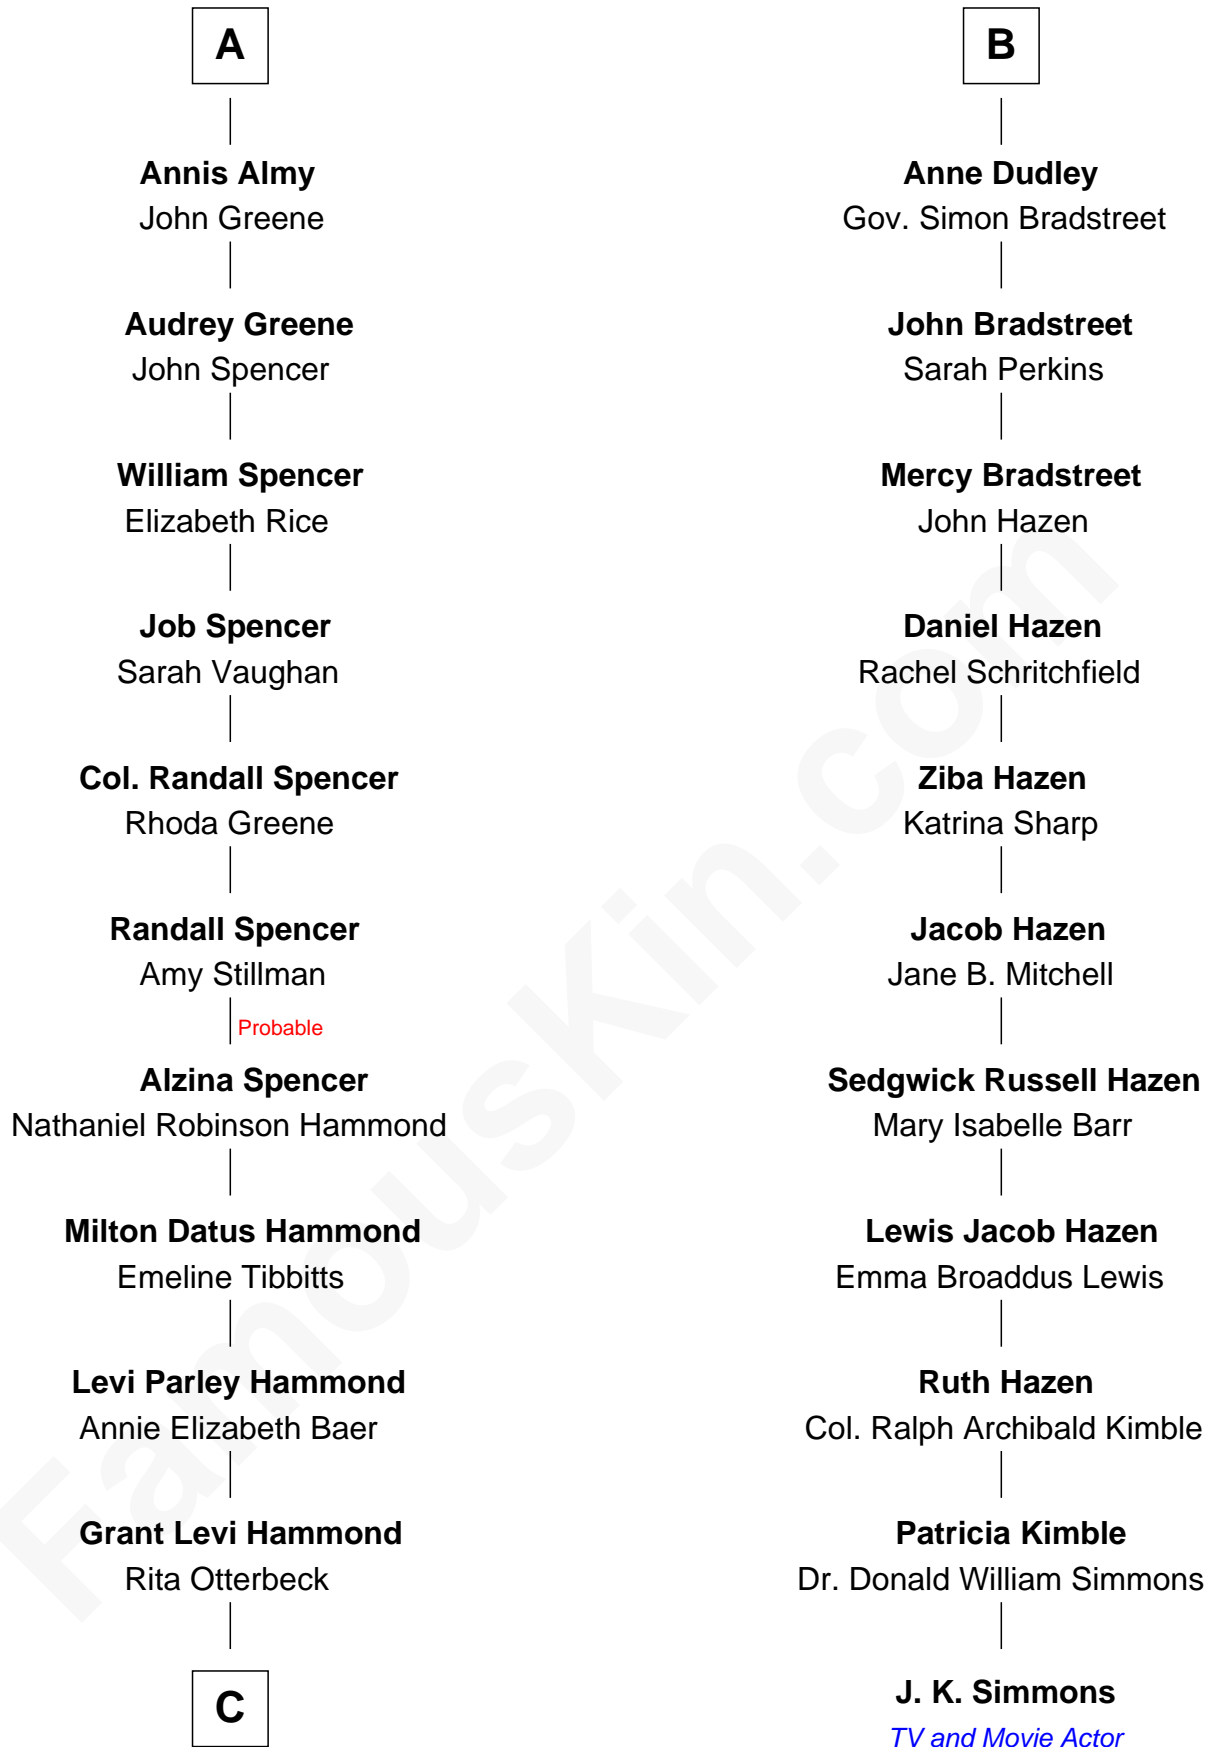 A
Annis Almy
John Greene
Audrey Greene
John Spencer
William Spencer
Elizabeth Rice
Job Spencer
Sarah Vaughan
Col. Randall Spencer
Rhoda Greene
Randall Spencer
Amy Stillman
Probable
Alzina Spencer
Nathaniel Robinson Hammond
Milton Datus Hammond
Emeline Tibbitts
Levi Parley Hammond
Annie Elizabeth Baer
Grant Levi Hammond
Rita Otterbeck
C
B
Anne Dudley
Gov. Simon Bradstreet
John Bradstreet
Sarah Perkins
Mercy Bradstreet
John Hazen
Daniel Hazen
Rachel Schritchfield
Ziba Hazen
Katrina Sharp
Jacob Hazen
Jane B. Mitchell
Sedgwick Russell Hazen
Mary Isabelle Barr
Lewis Jacob Hazen
Emma Broaddus Lewis
Ruth Hazen
Col. Ralph Archibald Kimble
Patricia Kimble
Dr. Donald William Simmons
J. K. Simmons
TV and Movie Actor
FamousKin.com